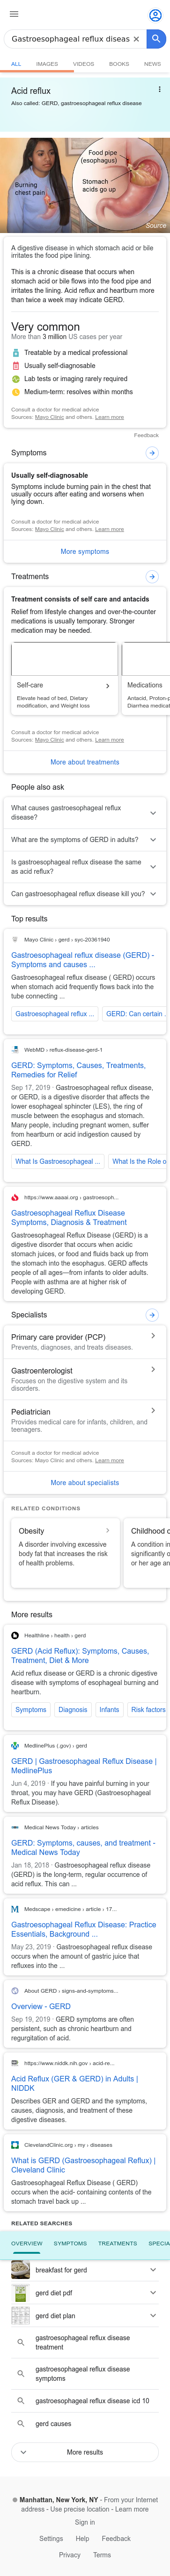 Gastroesophageal reflux diseas
ALL IMAGES VIDEOS BOOKS NEWS
Acid reflux
Also called: GERD, gastroesophageal reflux disease
Food pipe
(esophagus)
Burning
chest pain
Stomach
acids go up
Source
A digestive disease in which stomach acid or bile
irritates the food pipe lining.
This is a chronic disease that occurs when
stomach acid or bile flows into the food pipe and
irritates the lining. Acid reflux and heartburn more
than twice a week may indicate GERD.
Very common
More than 3 million US cases per year
Treatable by a medical professional
Usually self-diagnosable
Lab tests or imaging rarely required
Medium-term: resolves within months
Consult a doctor for medical advice
Sources: Mayo Clinic and others. Learn more
Feedback
Symptoms
Usually self-diagnosable
Symptoms include burning pain in the chest that
usually occurs after eating and worsens when
lying down.
Consult a doctor for medical advice
Sources: Mayo Clinic and others. Learn more
More symptoms
Treatments
Treatment consists of self care and antacids
Relief from lifestyle changes and over-the-counter
medications is usually temporary. Stronger
medication may be needed.
Self-care
Elevate head of bed, Dietary
modification, and Weight loss
Medications
Antacid, Proton-p
Diarrhea medicat
Consult a doctor for medical advice
Sources: Mayo Clinic and others. Learn more
More about treatments
People also ask
What causes gastroesophageal reflux
disease?
What are the symptoms of GERD in adults?
Is gastroesophageal reflux disease the same
as acid reflux?
Can gastroesophageal reflux disease kill you?
Top results
Mayo Clinic › gerd › syc-20361940
Gastroesophageal reflux disease (GERD) -
Symptoms and causes ...
Gastroesophageal reflux disease ( GERD) occurs
when stomach acid frequently flows back into the
tube connecting ...
Gastroesophageal reflux ... GERD: Can certain ..
WebMD › reflux-disease-gerd-1
GERD: Symptoms, Causes, Treatments,
Remedies for Relief
Sep 17, 2019 · Gastroesophageal reflux disease,
or GERD, is a digestive disorder that affects the
lower esophageal sphincter (LES), the ring of
muscle between the esophagus and stomach.
Many people, including pregnant women, suffer
from heartburn or acid indigestion caused by
GERD.
What Is Gastroesophageal ... What Is the Role o
https://www.aaaai.org › gastroesoph...
Gastroesophageal Reflux Disease
Symptoms, Diagnosis & Treatment
Gastroesophageal Reflux Disease (GERD) is a
digestive disorder that occurs when acidic
stomach juices, or food and fluids back up from
the stomach into the esophagus. GERD affects
people of all ages—from infants to older adults.
People with asthma are at higher risk of
developing GERD.
Specialists
Primary care provider (PCP)
Prevents, diagnoses, and treats diseases.
Gastroenterologist
Focuses on the digestive system and its
disorders.
Pediatrician
Provides medical care for infants, children, and
teenagers.
Consult a doctor for medical advice
Sources: Mayo Clinic and others. Learn more
More about specialists
RELATED CONDITIONS
Obesity
A disorder involving excessive
body fat that increases the risk
of health problems.
Childhood o
A condition in
significantly o
or her age an
More results
Healthline › health › gerd
GERD (Acid Reflux): Symptoms, Causes,
Treatment, Diet & More
Acid reflux disease or GERD is a chronic digestive
disease with symptoms of esophageal burning and
heartburn.
Symptoms Diagnosis Infants Risk factors
MedlinePlus (.gov) › gerd
GERD | Gastroesophageal Reflux Disease |
MedlinePlus
Jun 4, 2019 · If you have painful burning in your
throat, you may have GERD (Gastroesophageal
Reflux Disease).
Medical News Today › articles
GERD: Symptoms, causes, and treatment -
Medical News Today
Jan 18, 2018 · Gastroesophageal reflux disease
(GERD) is the long-term, regular occurrence of
acid reflux. This can ...
Medscape › emedicine › article › 17...
Gastroesophageal Reflux Disease: Practice
Essentials, Background ...
May 23, 2019 · Gastroesophageal reflux disease
occurs when the amount of gastric juice that
refluxes into the ...
About GERD › signs-and-symptoms...
Overview - GERD
Sep 19, 2019 · GERD symptoms are often
persistent, such as chronic heartburn and
regurgitation of acid.
https://www.niddk.nih.gov › acid-re...
Acid Reflux (GER & GERD) in Adults |
NIDDK
Describes GER and GERD and the symptoms,
causes, diagnosis, and treatment of these
digestive diseases.
ClevelandClinic.org › my › diseases
What is GERD (Gastroesophageal Reflux) |
Cleveland Clinic
Gastroesophageal Reflux Disease ( GERD)
occurs when the acid- containing contents of the
stomach travel back up ...
RELATED SEARCHES
OVERVIEW SYMPTOMS TREATMENTS SPECIA
breakfast for gerd
gerd diet pdf
gerd diet plan
gastroesophageal reflux disease
treatment
gastroesophageal reflux disease
symptoms
gastroesophageal reflux disease icd 10
gerd causes
More results
Manhattan, New York, NY - From your Internet
address - Use precise location - Learn more
Sign in
Settings Help Feedback
Privacy Terms